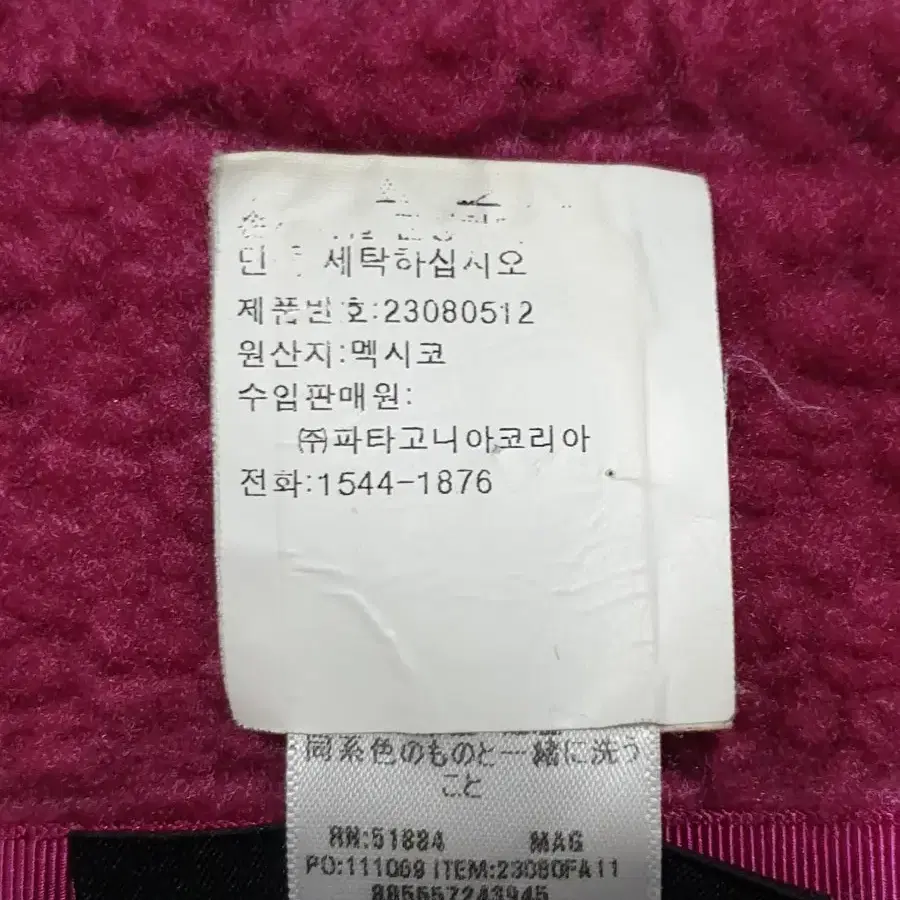 세탁하십시오
제품번호:23080512
원산지:멕시코
수입판매원:
㈜파타고니아코리아
전화:1544-1876
同系色のものと一緒に洗う
こと
RN:51884 MAG
PO:111069 ITEM:23080FA11
885557243945